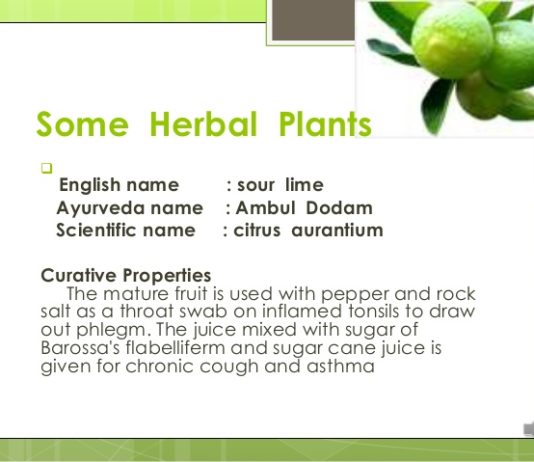 Some Herbal Plants
English name : sour lime
Ayurveda name : Ambul Dodam
Scientific name : citrus aurantium
Curative Properties
The mature fruit is used with pepper and rock
salt as a throat swab on inflamed tonsils to draw
out phlegm. The juice mixed with sugar of
Barossa's flabelliferm and sugar cane juice is
given for chronic cough and asthma